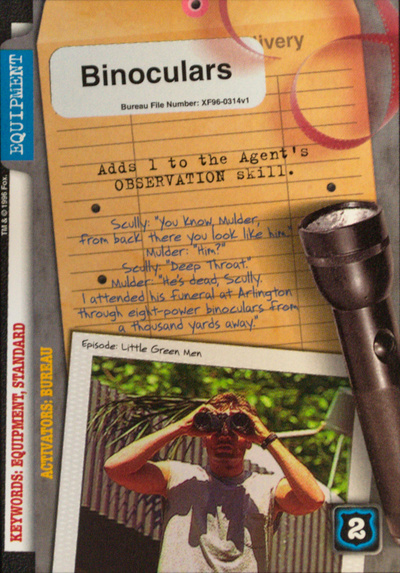 ivery
Binoculars
Bureau File Number: XF96-0314v1
EQUIPMENT
Adds 1 to the Agent's
OBSERVATION skill.
Scully: "You know, Mulder,
from back there you look like him."
Mulder: "Him?"
Scully: "Deep Throat."
Mulder: "He's dead, Scully.
I attended his funeral at Arlington
through eight-power binoculars from
a thousand yards away."
Episode: Little Green Men
TM & © 1996 Fox.
KEYWORDS: EQUIPMENT, STANDARD
ACTIVATORS: BUREAU
2